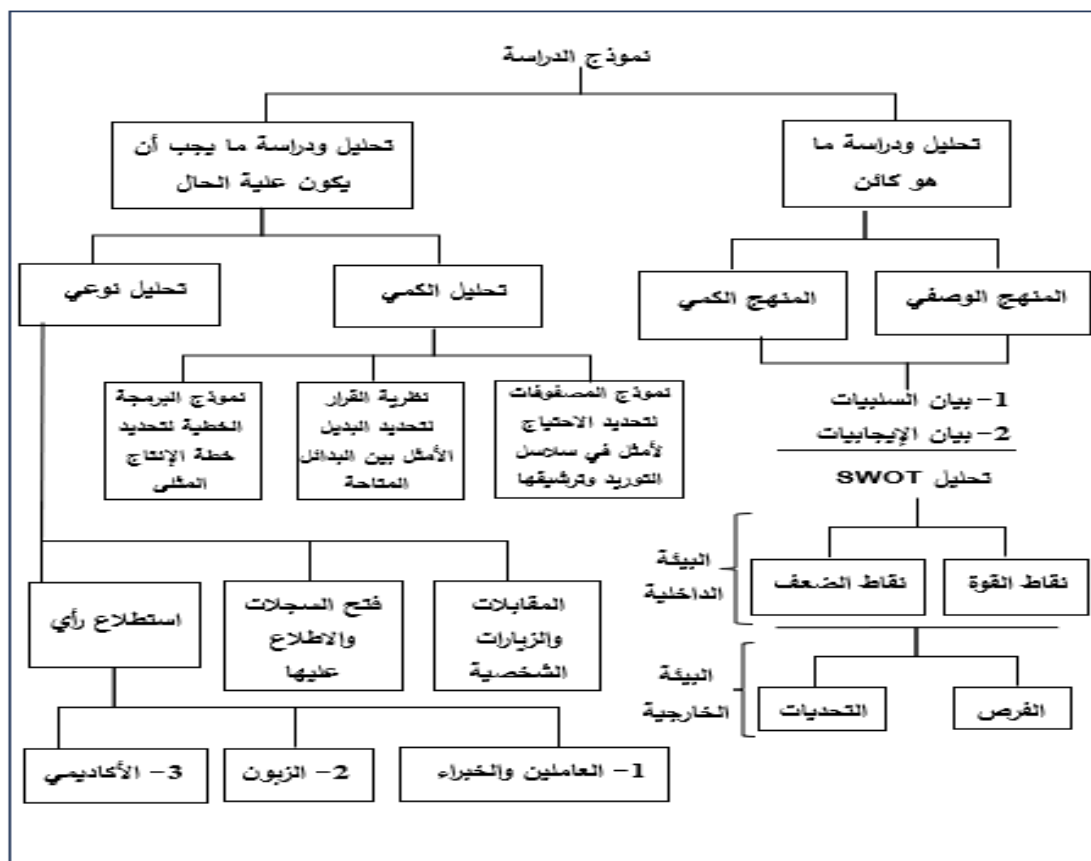 نموذج الدراسة
تحليل ودراسة ما
هو كائن
تحليل ودراسة ما يجب أن
يكون علية الحال
المنهج الوصفي
المنهج الكمي
تحليل الكمي
تحليل نوعي
1- بيان السلبيات
2- بيان الإيجابيات
تحليل SWOT
نموذج المصفوفات
لتحديد الاحتياج
لأمثل في سلاسل
التوريد وترشيقها
نظرية القرار
لتحديد البديل
الأمثل بين البدائل
المتاحة
نموذج البرمجة
الخطية لتحديد
خطة الإنتاج
المثلى
نقاط القوة
نقاط الضعف
البيئة
الداخلية
الفرص
التحديات
البيئة
الخارجية
المقابلات
والزيارات
الشخصية
فتح السجلات
والاطلاع
عليها
استطلاع رأي
1- العاملين والخبراء
2- الزبون
3- الأكاديمي